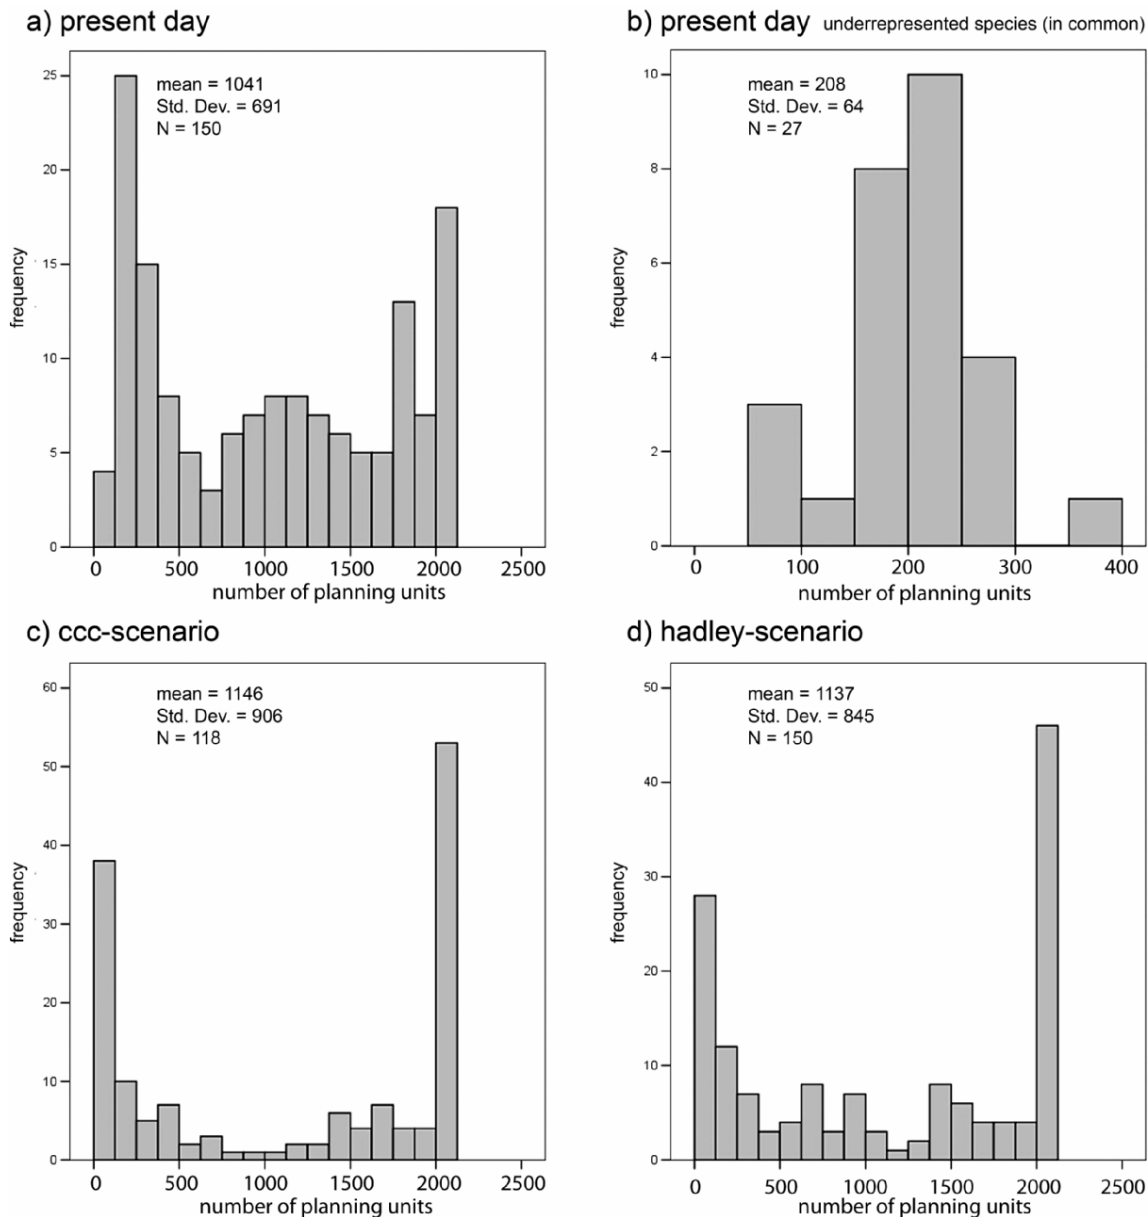 a) present day
mean = 1041
Std. Dev. = 691
N = 150
frequency
25
20
15
10
5
0
0 500 1000 1500 2000 2500
number of planning units
b) present day underrepresented species (in common)
mean = 208
Std. Dev. = 64
N = 27
frequency
10
8
6
4
2
0
0 100 200 300 400
number of planning units
c) ccc-scenario
mean = 1146
Std. Dev. = 906
N = 118
frequency
60
50
40
30
20
10
0
0 500 1000 1500 2000 2500
number of planning units
d) hadley-scenario
mean = 1137
Std. Dev. = 845
N = 150
frequency
50
40
30
20
10
0
0 500 1000 1500 2000 2500
number of planning units